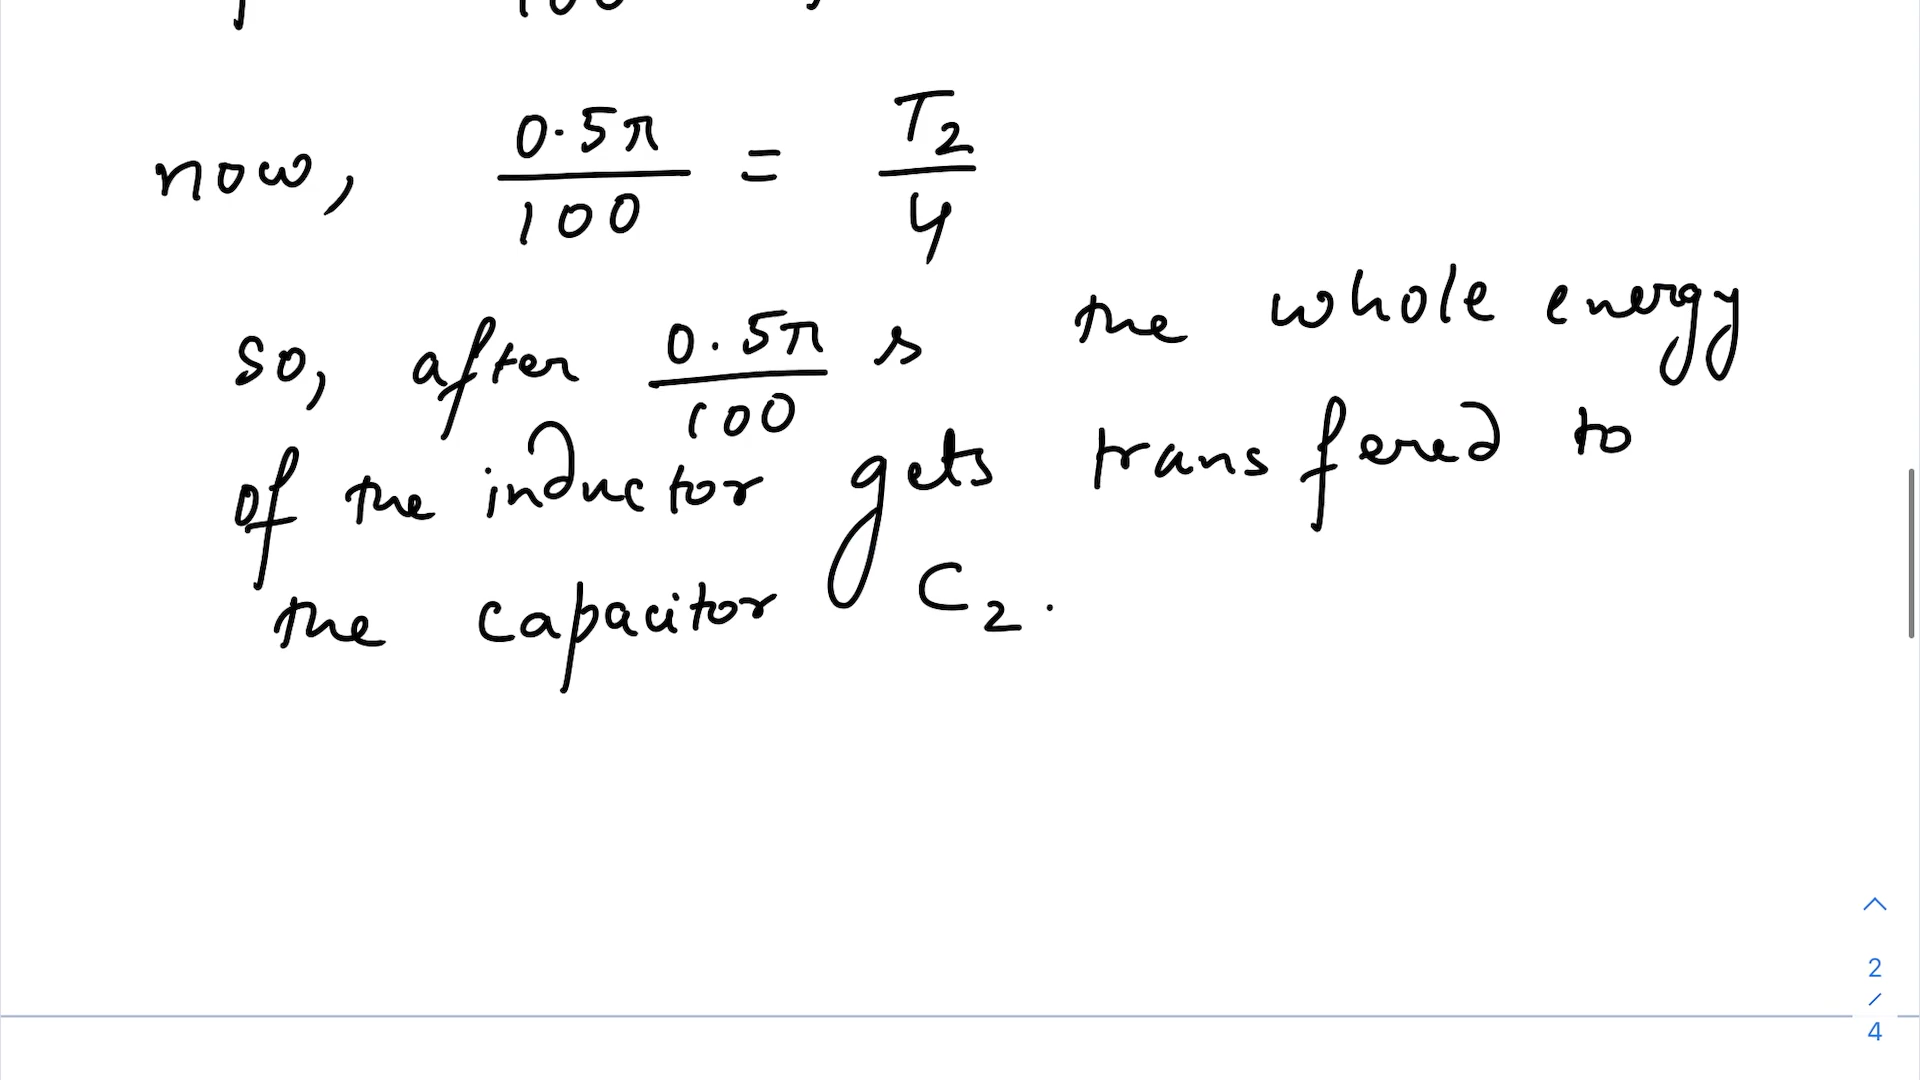 100
now, 0.5π/100 = T₂/4
so, after 0.5π/100 s the whole energy
of the inductor gets transfered to
the capacitor C₂.
2
/
4